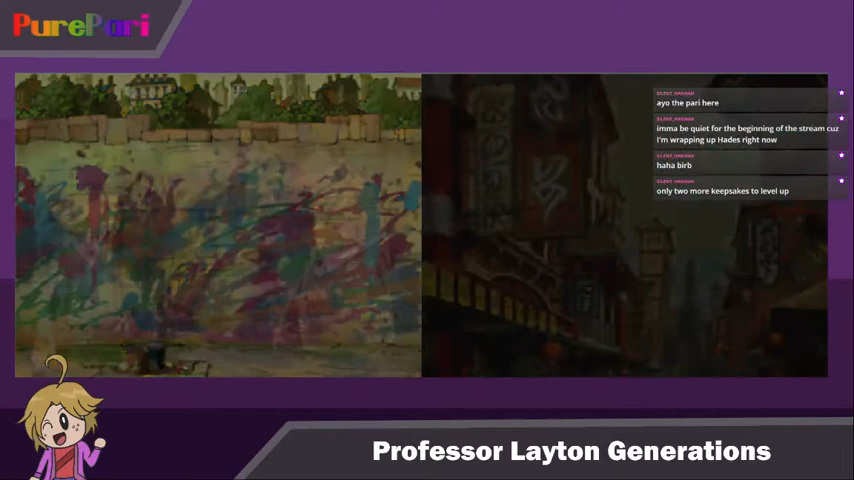 PurePari
SILENT_HANNAH
ayo the pari here
SILENT_HANNAH
imma be quiet for the beginning of the stream cuz
I'm wrapping up Hades right now
SILENT_HANNAH
haha birb
SILENT_HANNAH
only two more keepsakes to level up
Professor Layton Generations